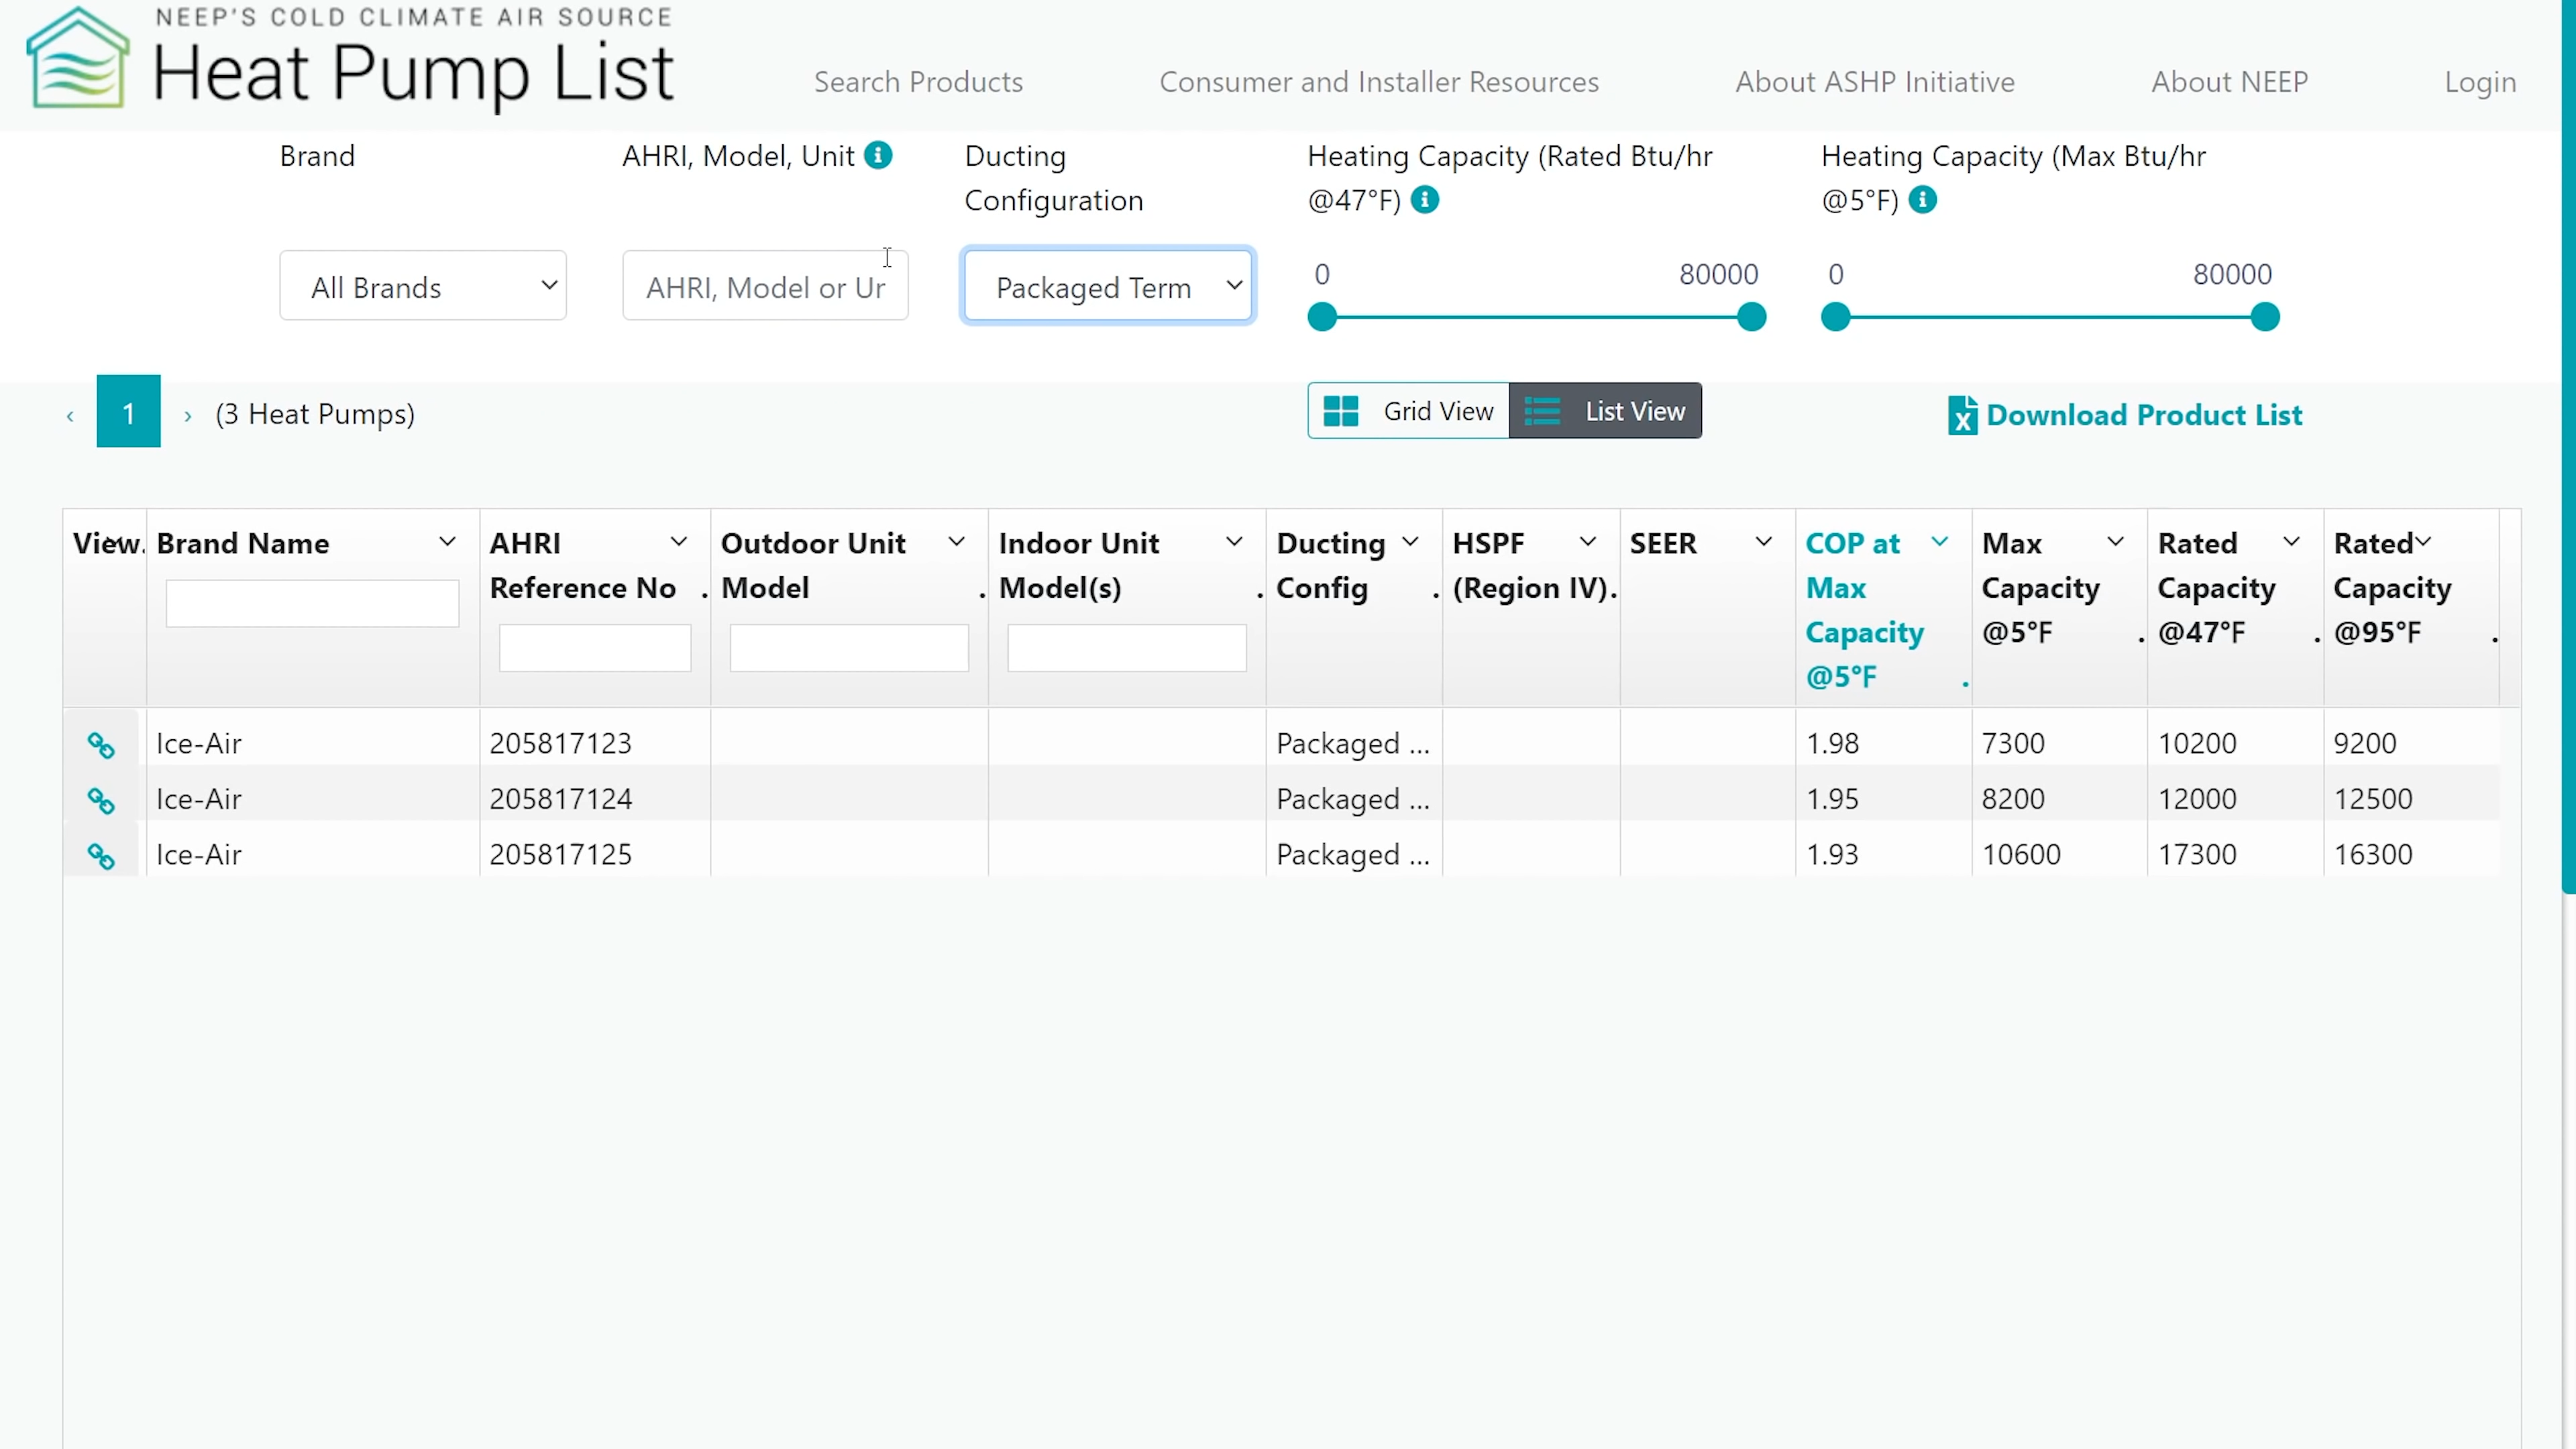 NEEP'S COLD CLIMATE AIR SOURCE
Heat Pump List
Search Products
Consumer and Installer Resources
About ASHP Initiative
About NEEP
Login
Brand
AHRI, Model, Unit
Ducting
Configuration
Heating Capacity (Rated Btu/hr
@47°F)
Heating Capacity (Max Btu/hr
@5°F)
All Brands
AHRI, Model or Ur
Packaged Term
0 80000
0 80000
‹ 1 › (3 Heat Pumps)
Grid View
List View
Download Product List
View.
Brand Name
AHRI
Reference No .
Outdoor Unit
Model .
Indoor Unit
Model(s) .
Ducting
Config .
HSPF
(Region IV).
SEER
COP at
Max
Capacity
@5°F .
Max
Capacity
@5°F .
Rated
Capacity
@47°F .
Rated
Capacity
@95°F .
Ice-Air 205817123 Packaged ... 1.98 7300 10200 9200
Ice-Air 205817124 Packaged ... 1.95 8200 12000 12500
Ice-Air 205817125 Packaged ... 1.93 10600 17300 16300